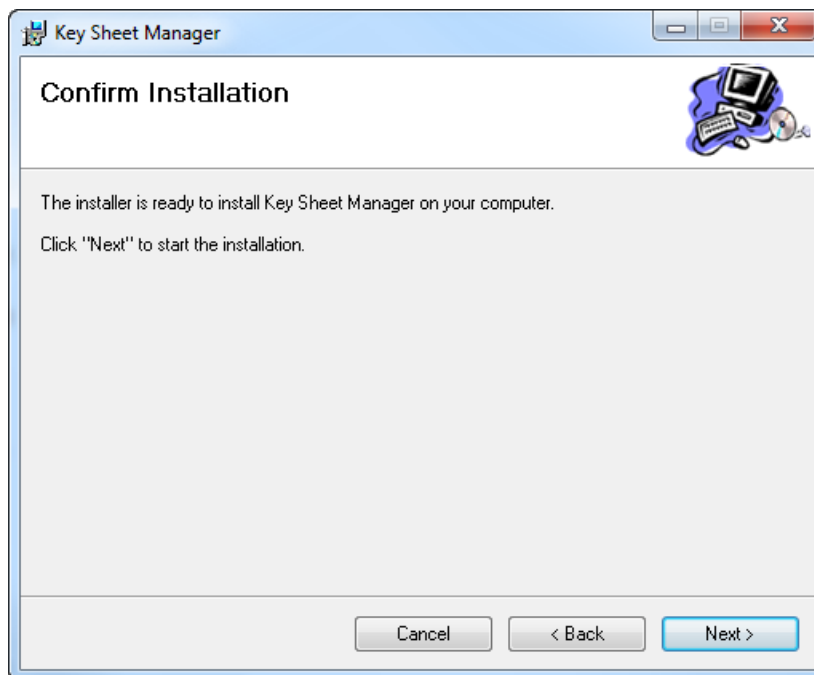 Key Sheet Manager
Confirm Installation
The installer is ready to install Key Sheet Manager on your computer.
Click "Next" to start the installation.
Cancel
< Back
Next >